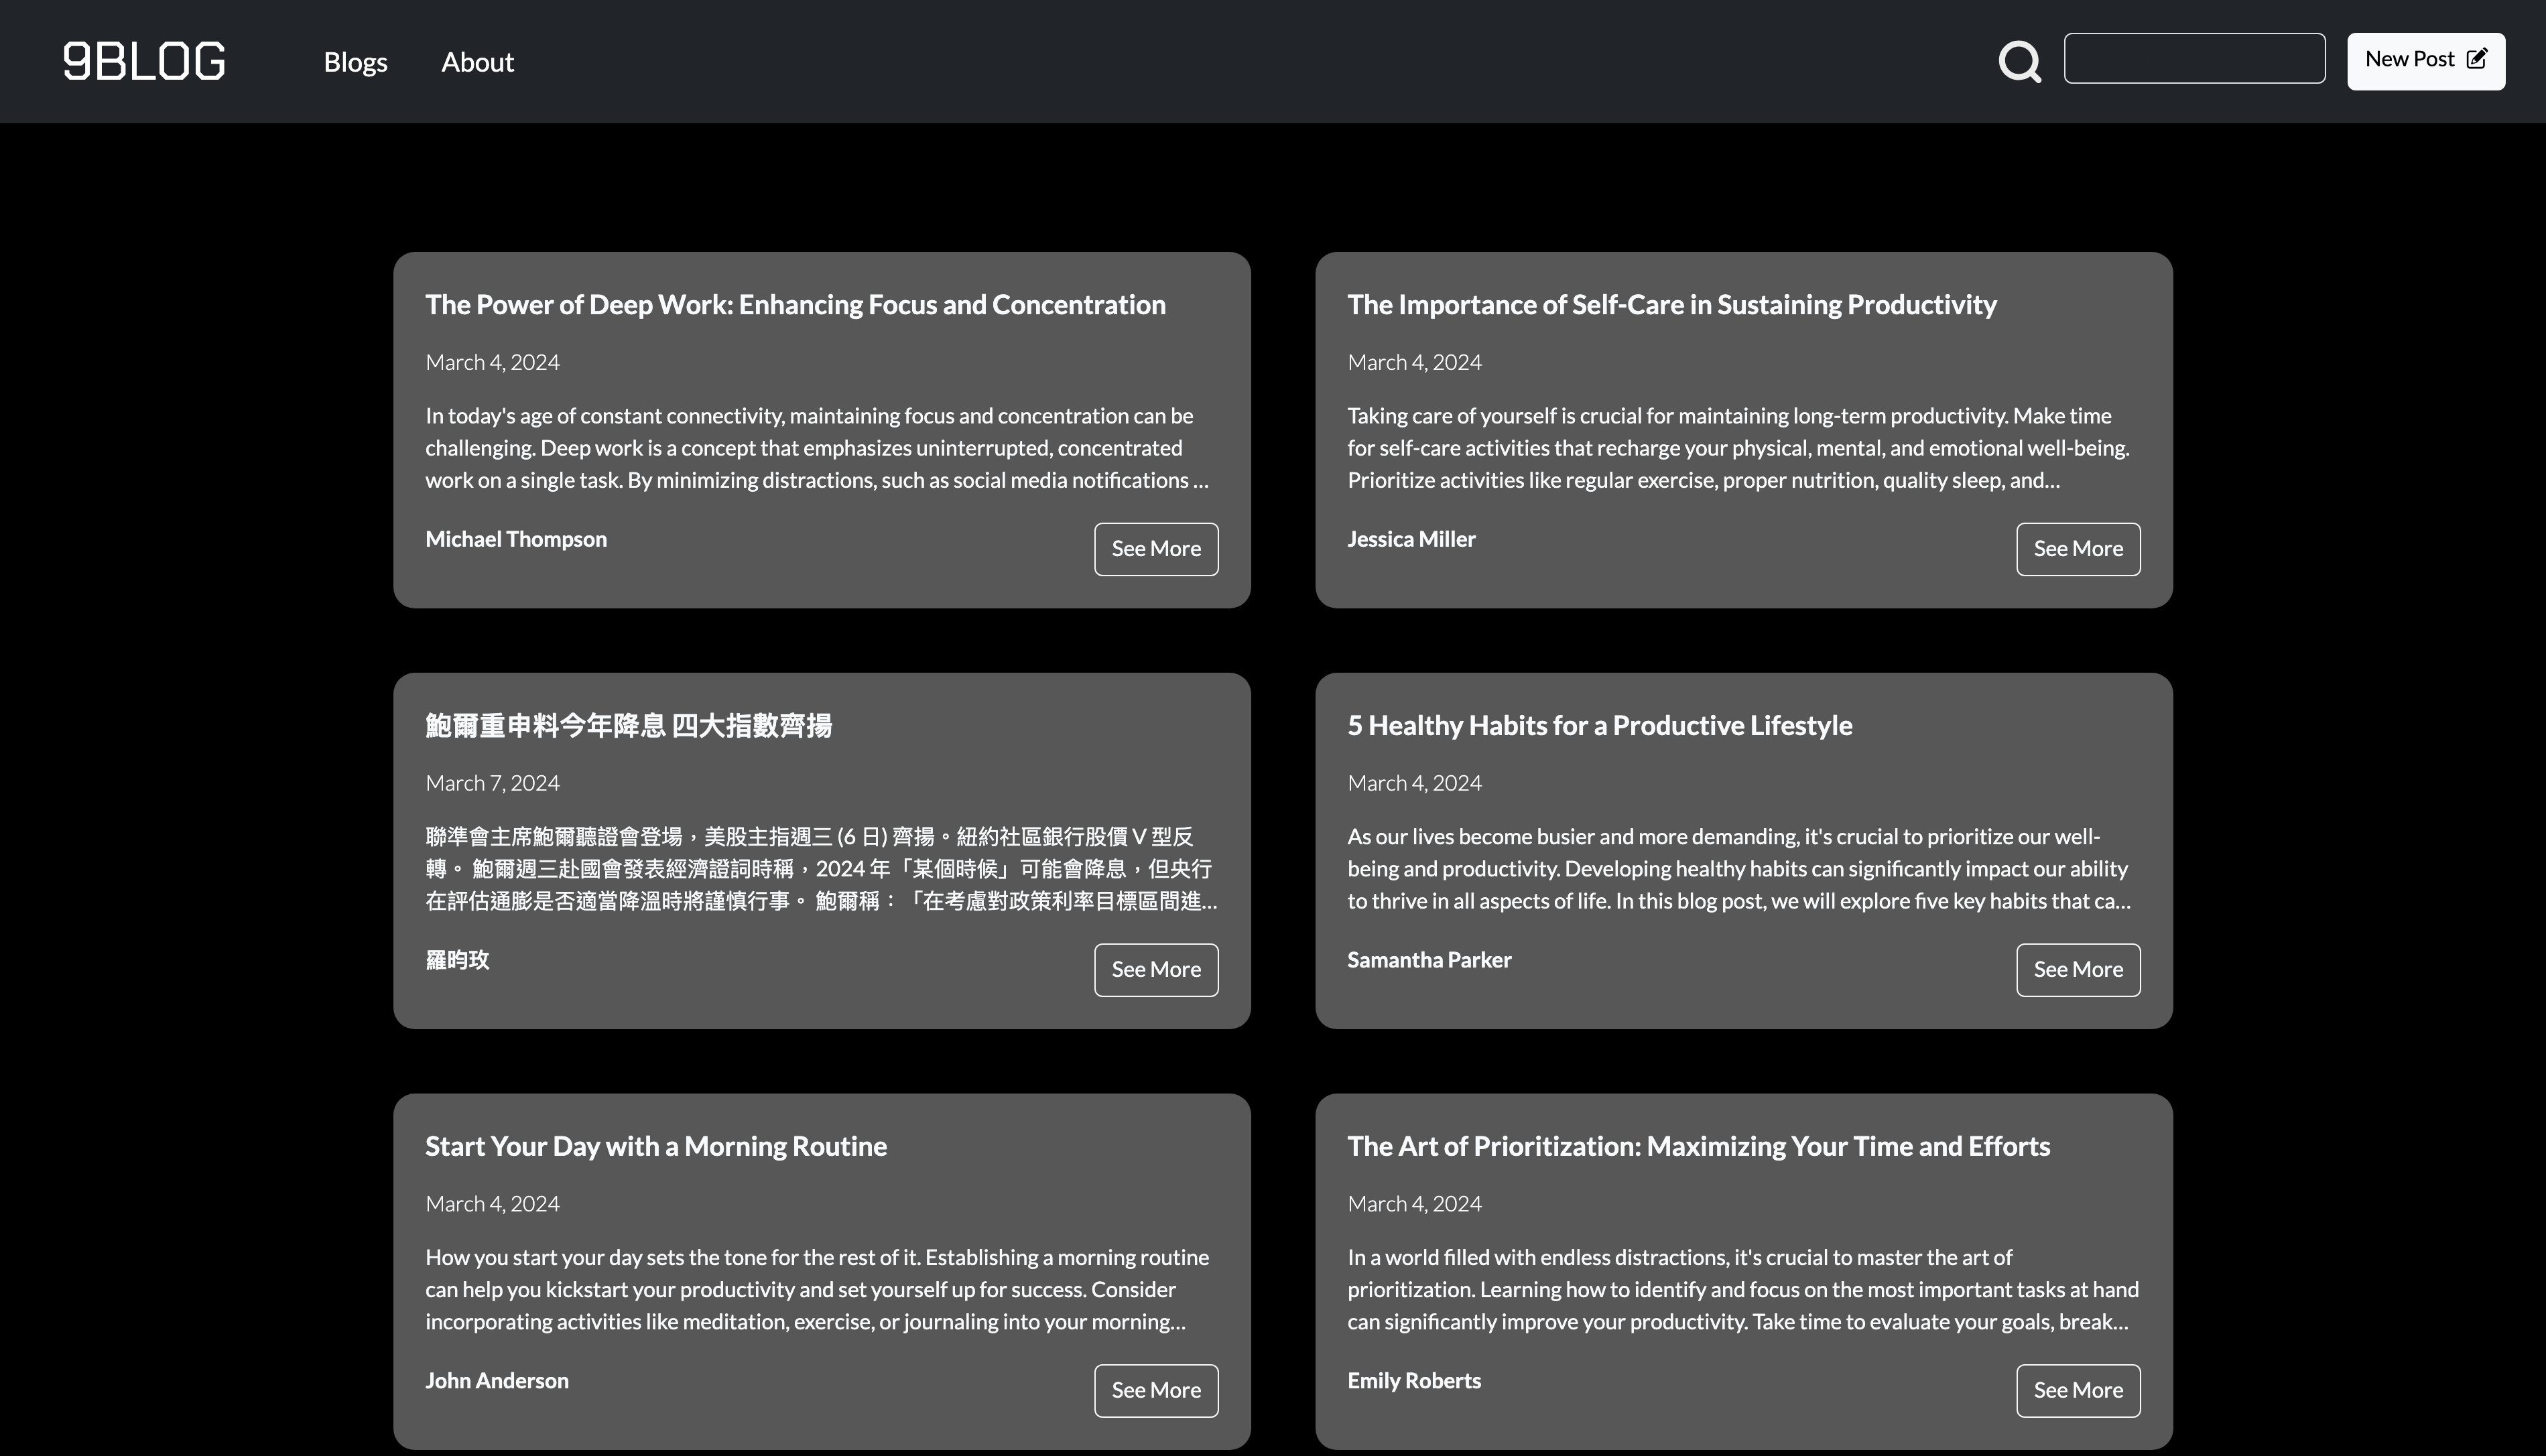 9BLOG
Blogs
About
New Post
The Power of Deep Work: Enhancing Focus and Concentration
March 4, 2024
In today's age of constant connectivity, maintaining focus and concentration can be
challenging. Deep work is a concept that emphasizes uninterrupted, concentrated
work on a single task. By minimizing distractions, such as social media notifications ...
Michael Thompson
See More
The Importance of Self-Care in Sustaining Productivity
March 4, 2024
Taking care of yourself is crucial for maintaining long-term productivity. Make time
for self-care activities that recharge your physical, mental, and emotional well-being.
Prioritize activities like regular exercise, proper nutrition, quality sleep, and...
Jessica Miller
See More
鮑爾重申料今年降息 四大指數齊揚
March 7, 2024
聯準會主席鮑爾聽證會登場，美股主指週三 (6 日) 齊揚。紐約社區銀行股價 V 型反
轉。 鮑爾週三赴國會發表經濟證詞時稱，2024 年「某個時候」可能會降息，但央行
在評估通膨是否適當降溫時將謹慎行事。 鮑爾稱：「在考慮對政策利率目標區間進...
羅昀玫
See More
5 Healthy Habits for a Productive Lifestyle
March 4, 2024
As our lives become busier and more demanding, it's crucial to prioritize our well-
being and productivity. Developing healthy habits can significantly impact our ability
to thrive in all aspects of life. In this blog post, we will explore five key habits that ca...
Samantha Parker
See More
Start Your Day with a Morning Routine
March 4, 2024
How you start your day sets the tone for the rest of it. Establishing a morning routine
can help you kickstart your productivity and set yourself up for success. Consider
incorporating activities like meditation, exercise, or journaling into your morning...
John Anderson
See More
The Art of Prioritization: Maximizing Your Time and Efforts
March 4, 2024
In a world filled with endless distractions, it's crucial to master the art of
prioritization. Learning how to identify and focus on the most important tasks at hand
can significantly improve your productivity. Take time to evaluate your goals, break...
Emily Roberts
See More